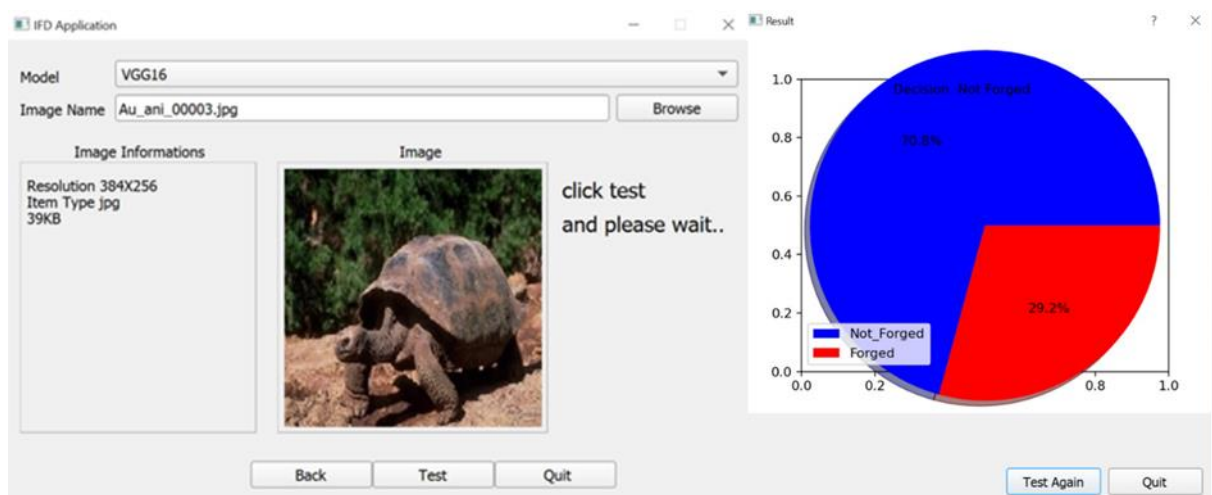 IFD Application
Model VGG16
Image Name Au_ani_00003.jpg Browse
Image Informations
Resolution 384X256
Item Type jpg
39KB
Image
click test
and please wait..
Back Test Quit
Result
?
1.0
0.8
0.6
0.4
0.2
0.0
0.0 0.2 0.8 1.0
Decision Not Forged
70.8%
29.2%
Not_Forged
Forged
Test Again Quit